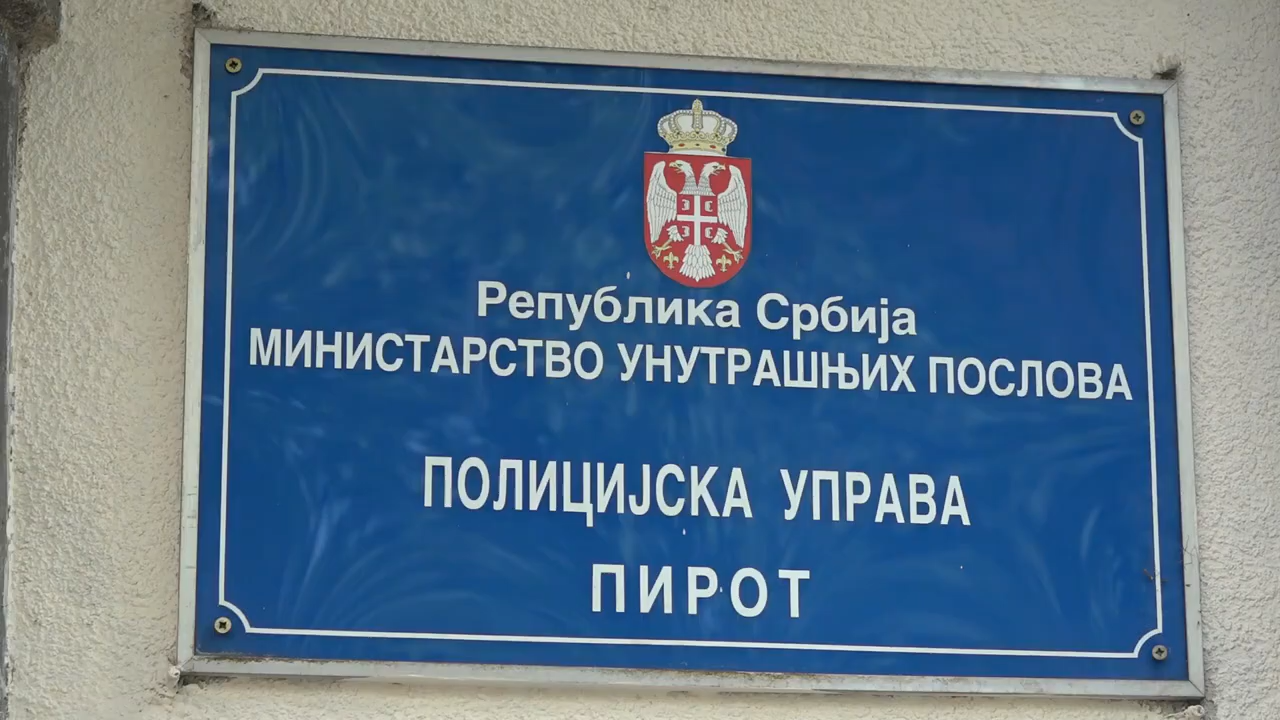 Република Србија
МИНИСТАРСТВО УНУТРАШЊИХ ПОСЛОВА
ПОЛИЦИЈСКА УПРАВА
ПИРОТ